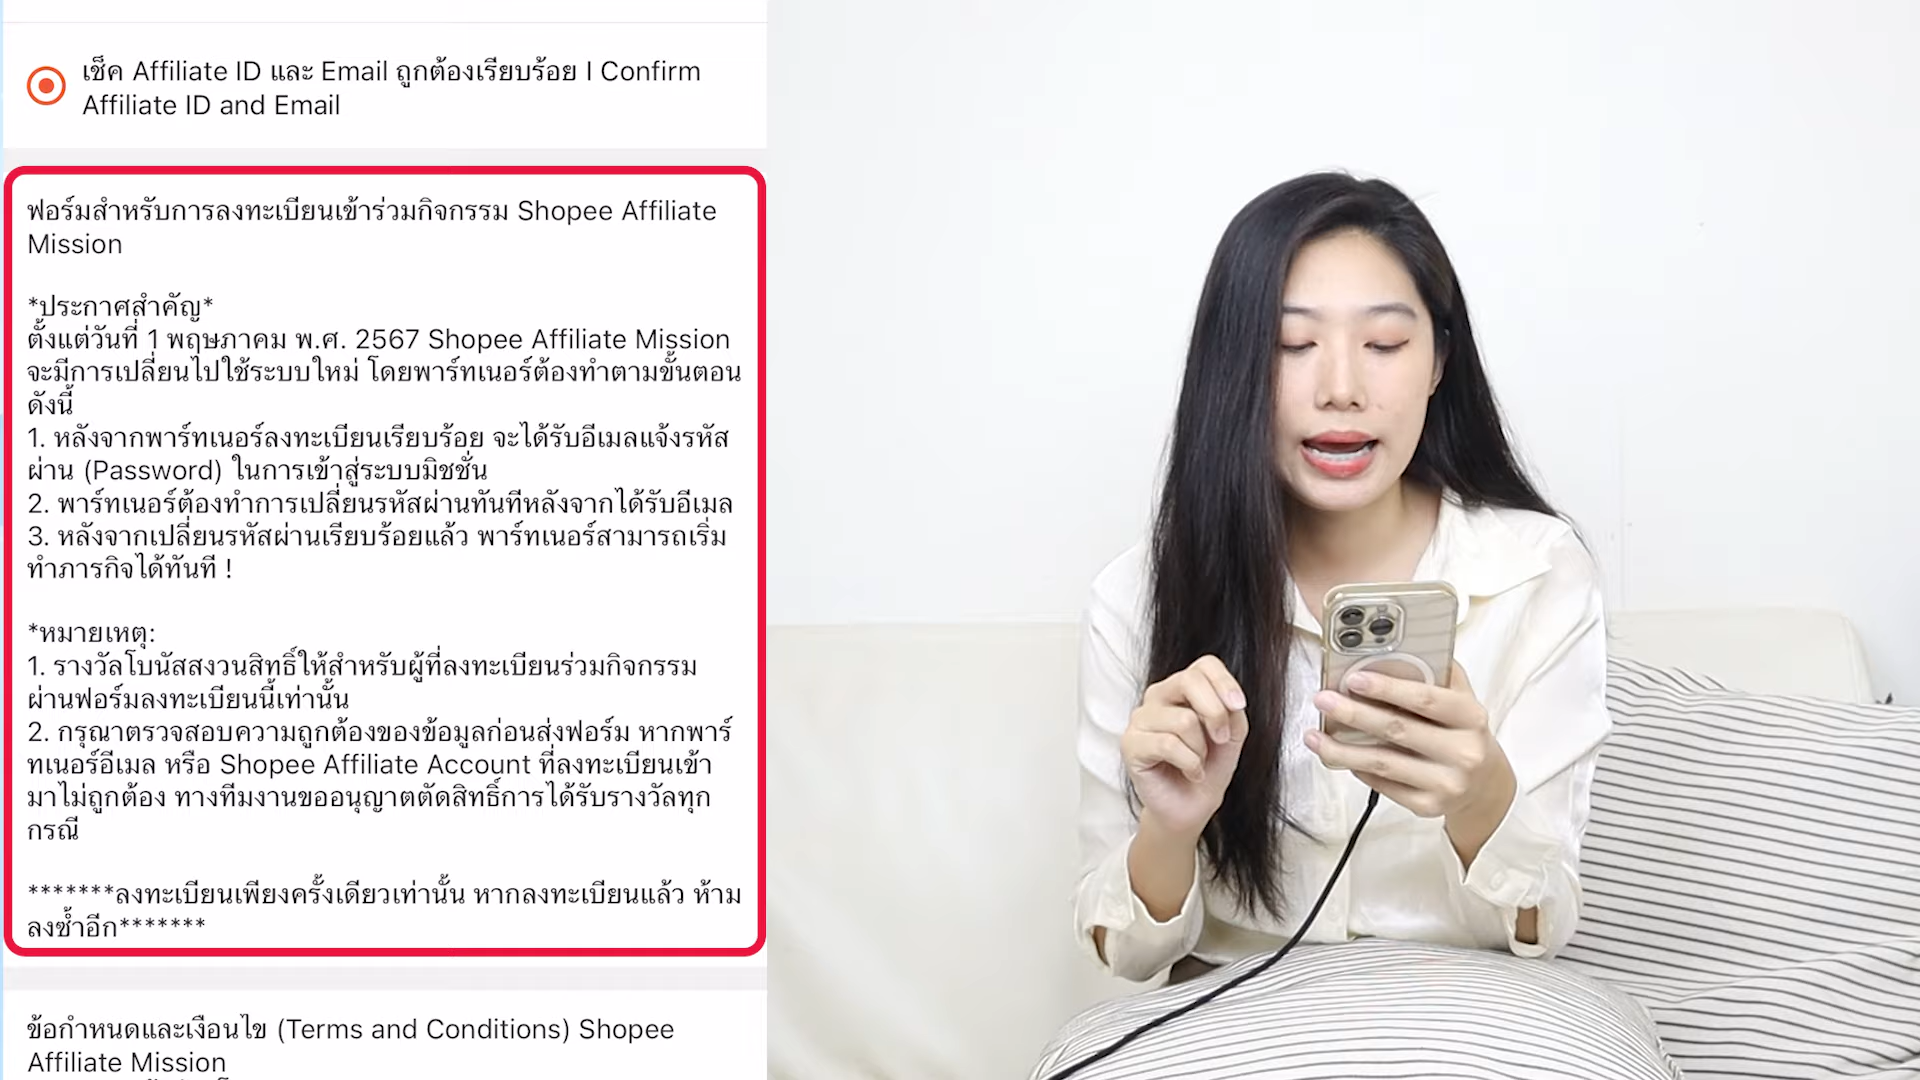 เช็ค Affiliate ID และ Email ถูกต้องเรียบร้อย I Confirm
Affiliate ID and Email
ฟอร์มสำหรับการลงทะเบียนเข้าร่วมกิจกรรม Shopee Affiliate
Mission
*ประกาศสำคัญ*
ตั้งแต่วันที่ 1 พฤษภาคม พ.ศ. 2567 Shopee Affiliate Mission
จะมีการเปลี่ยนไปใช้ระบบใหม่ โดยพาร์ทเนอร์ต้องทำตามขั้นตอน
ดังนี้
1. หลังจากพาร์ทเนอร์ลงทะเบียนเรียบร้อย จะได้รับอีเมลแจ้งรหัส
ผ่าน (Password) ในการเข้าสู่ระบบมิชชั่น
2. พาร์ทเนอร์ต้องทำการเปลี่ยนรหัสผ่านทันทีหลังจากได้รับอีเมล
3. หลังจากเปลี่ยนรหัสผ่านเรียบร้อยแล้ว พาร์ทเนอร์สามารถเริ่ม
ทำภารกิจได้ทันที !
*หมายเหตุ:
1. รางวัลโบนัสสงวนสิทธิ์ให้สำหรับผู้ที่ลงทะเบียนร่วมกิจกรรม
ผ่านฟอร์มลงทะเบียนนี้เท่านั้น
2. กรุณาตรวจสอบความถูกต้องของข้อมูลก่อนส่งฟอร์ม หากพาร์
ทเนอร์อีเมล หรือ Shopee Affiliate Account ที่ลงทะเบียนเข้า
มาไม่ถูกต้อง ทางทีมงานขออนุญาตตัดสิทธิ์การได้รับรางวัลทุก
กรณี
*******ลงทะเบียนเพียงครั้งเดียวเท่านั้น หากลงทะเบียนแล้ว ห้าม
ลงซ้ำอีก*******
ข้อกำหนดและเงือนไข (Terms and Conditions) Shopee
Affiliate Mission